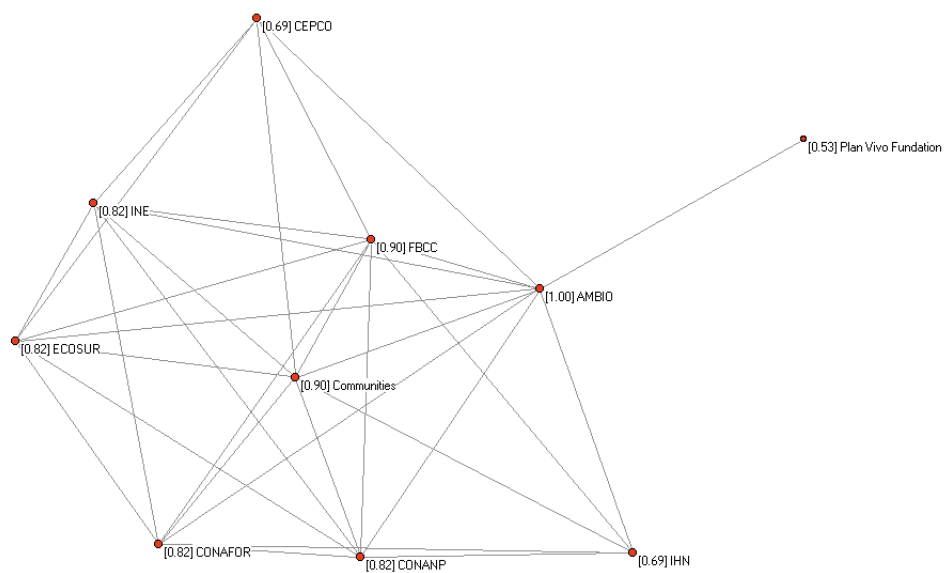 [0.69] CEPCO
[0.53] Plan Vivo Fundation
[0.82] INE
[0.90] FBCC
[1.00] AMBIO
[0.82] ECOSUR
[0.90] Communities
[0.82] CONAFOR
[0.82] CONANP
[0.69] IHN